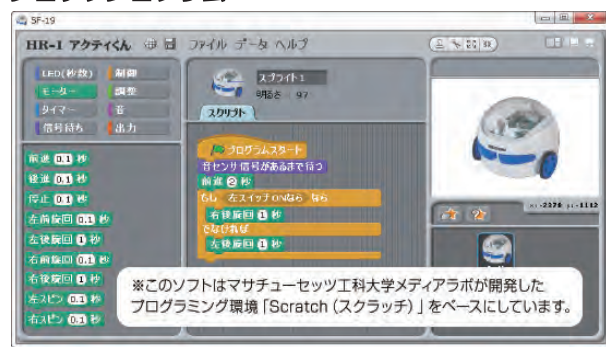 SF-19
HR-I アクティくん ファイル データ ヘルプ
LED(秒数) 制御
モーター 調整
タイマー 音
信号待ち 出力
スプライト1
明るさ 97
スクリプト
前進 0.1 秒
後進 0.1 秒
停止 0.1 秒
左前旋回 0.1 秒
左後旋回 0.1 秒
右前旋回 0.1 秒
右後旋回 1 秒
左スピン 0.1 秒
右スピン 0.1 秒
プログラムスタート
音センサ 信号があるまで待つ
前進 2 秒
もし 左スイッチONなら なら
右後旋回 1 秒
でなければ
左後旋回 1 秒
※このソフトはマサチューセッツ工科大学メディアラボが開発した
プログラミング環境「Scratch(スクラッチ)」をベースにしています。